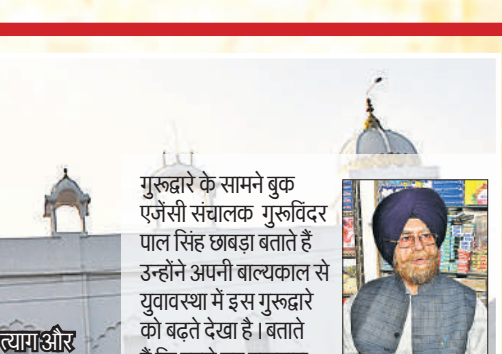 गुरूद्वारे के सामने बुक
एजेंसी संचालक गुरूविंदर
पाल सिंह छाबड़ा बताते हैं
उन्होंने अपनी बाल्यकाल से
युवावस्था में इस गुरूद्वारे
को बढ़ते देखा है । बताते
त्याग और